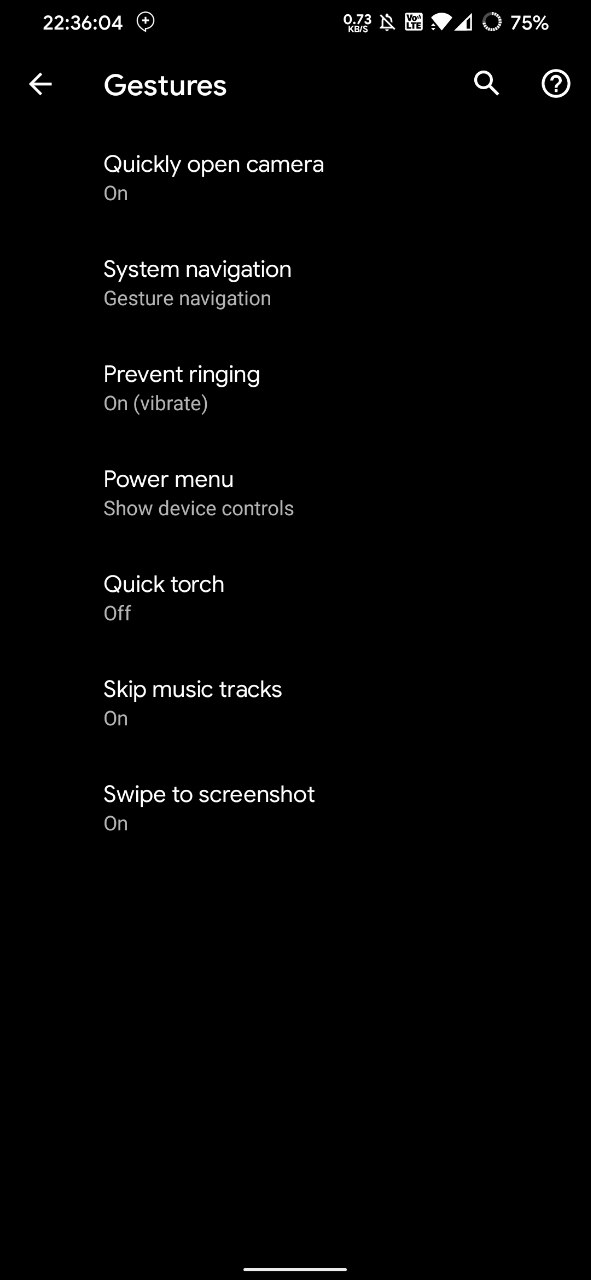 22:36:04 0.73 KB/S Vo LTE 75%
Gestures
Quickly open camera
On
System navigation
Gesture navigation
Prevent ringing
On (vibrate)
Power menu
Show device controls
Quick torch
Off
Skip music tracks
On
Swipe to screenshot
On